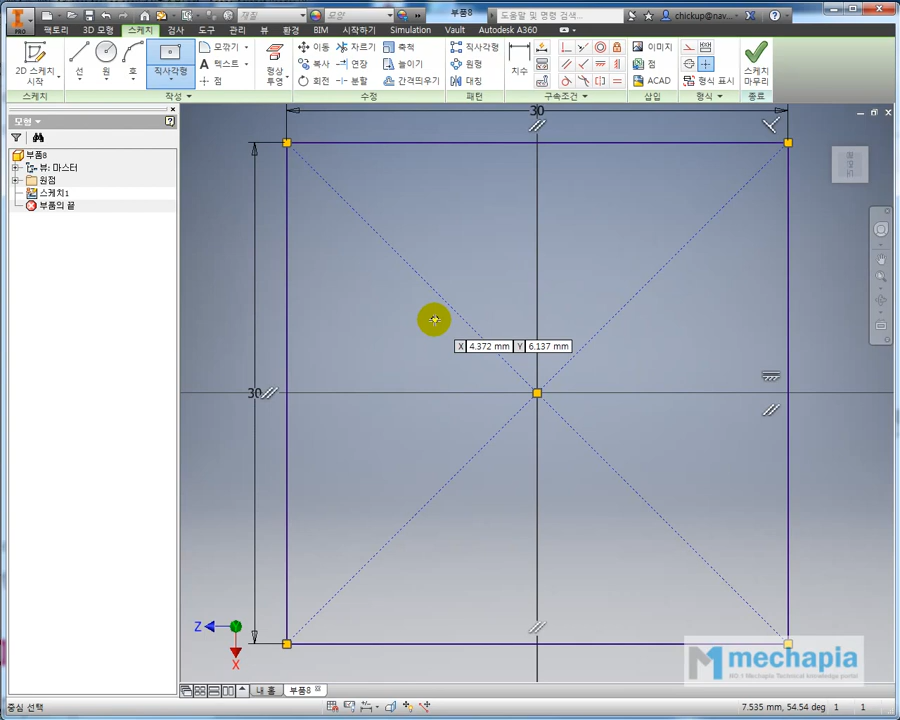 부품8
도움말 및 명령 검색...
chickup@nav...
재질
모양
PRO
팩토리 3D 모형 스케치 검사 도구 관리 뷰 환경 BIM 시작하기 Simulation Vault Autodesk A360
2D 스케치 시작
선 원 호 직사각형
모깎기
텍스트
점
형상 투영
이동 자르기 축척
복사 연장 늘이기
회전 분할 간격띄우기
직사각형
원형
대칭
치수
이미지
점
ACAD
형식 표시
스케치 마무리
스케치 작성 수정 패턴 구속조건 삽입 형식 종료
모형
부품8
뷰: 마스터
원점
스케치1
부품의 끝
30
30
X 4.372 mm Y 6.137 mm
Z
X
mechapia
NO 1 Mechapia Technical knowledge portal
내 홈 부품8
중심 선택
7.535 mm, 54.54 deg 1 1